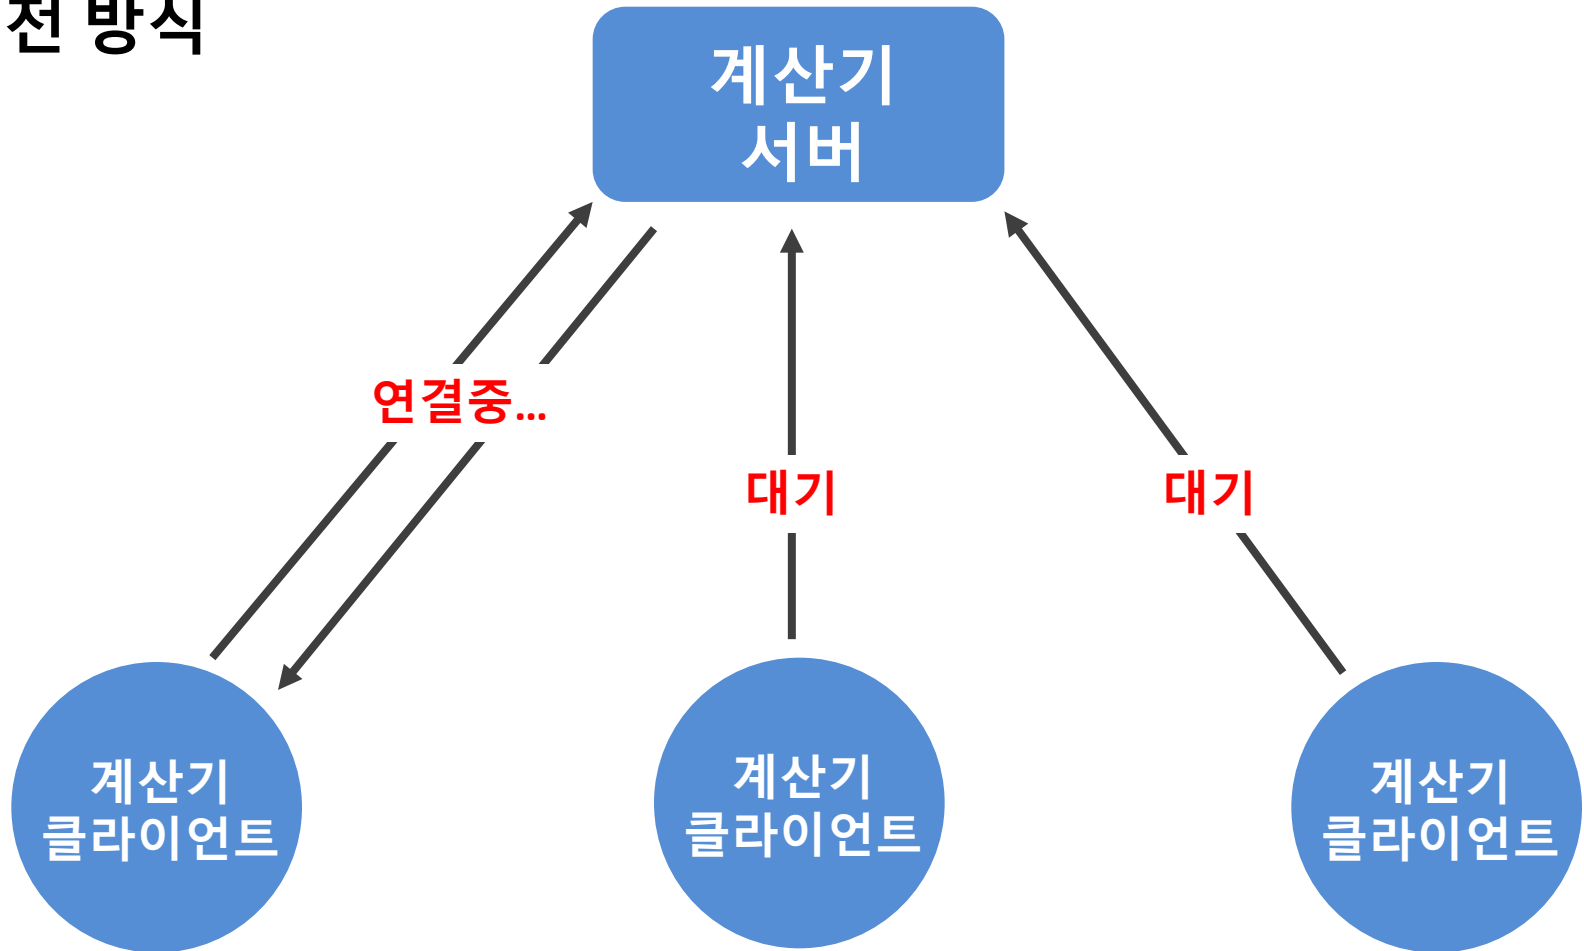 전 방식
계산기
서버
연결중...
대기
대기
계산기
클라이언트
계산기
클라이언트
계산기
클라이언트